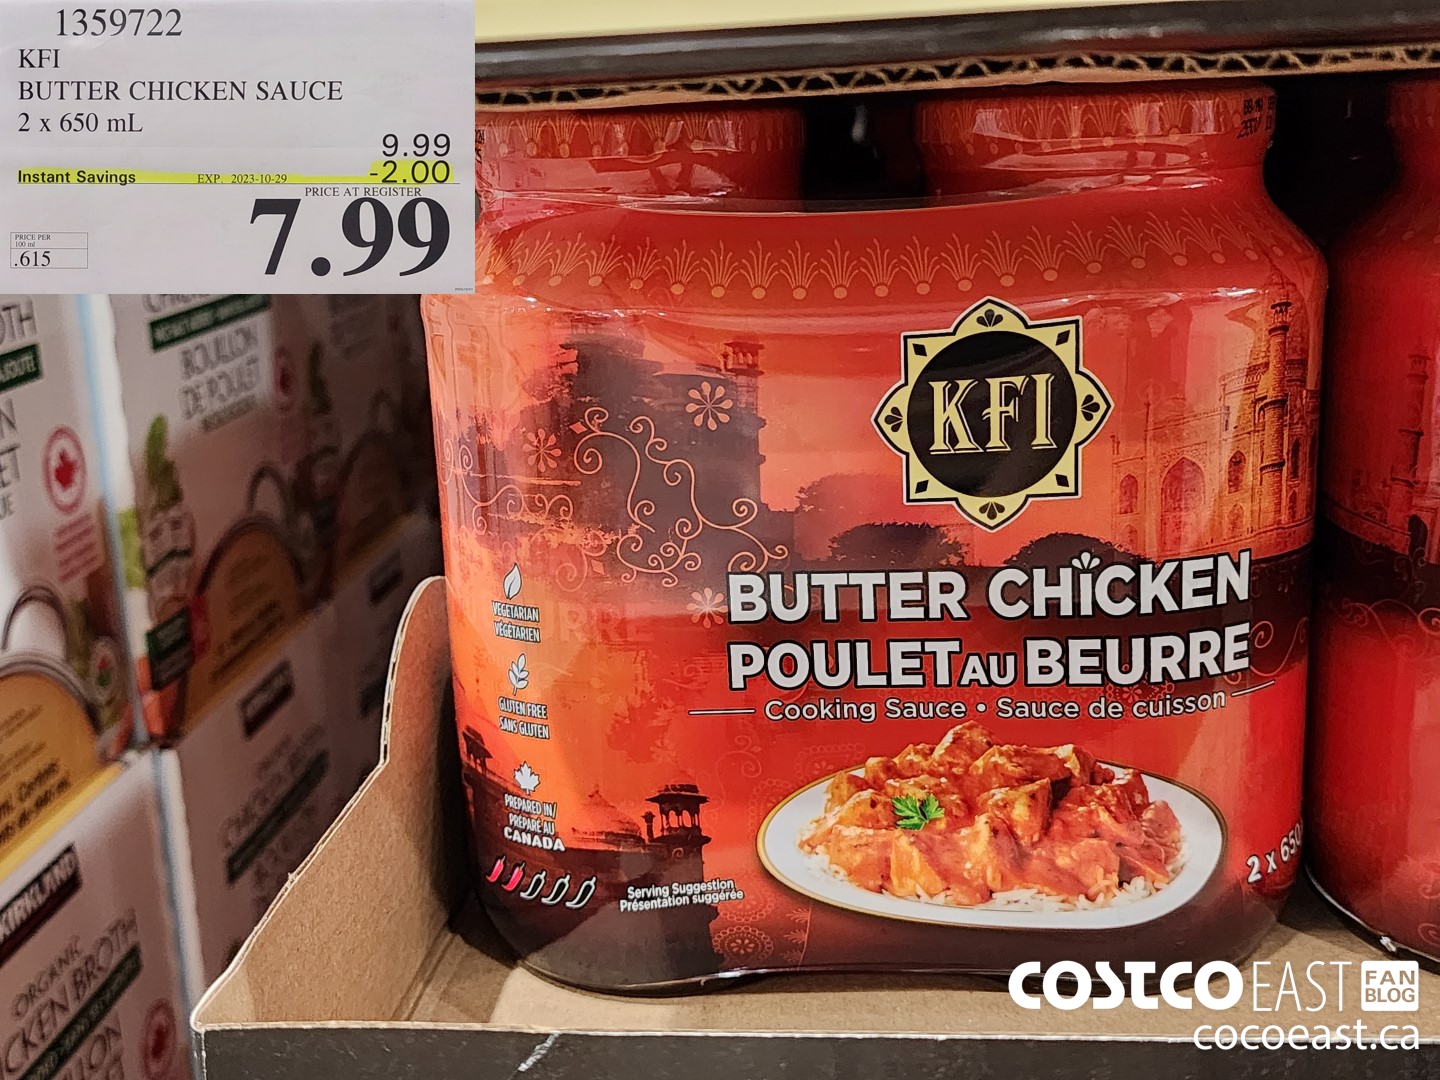 1359722
KFI
BUTTER CHICKEN SAUCE
2 x 650 mL
9.99
Instant Savings EXP. 2023-10-29 -2.00
PRICE AT REGISTER
7.99
PRICE PER
100 ml
.615
KFI
BUTTER CHICKEN
POULET AU BEURRE
Cooking Sauce • Sauce de cuisson
VEGETARIAN
VÉGÉTARIEN
GLUTEN FREE
SANS GLUTEN
PREPARED IN/
PRÉPARÉ AU
CANADA
Serving Suggestion
Présentation suggérée
2 x 650
BOUILLON
DE POULET
KIRKLAND
ORGANIC
CKEN BROTH
COSTCO EAST FAN BLOG
cocoeast.ca